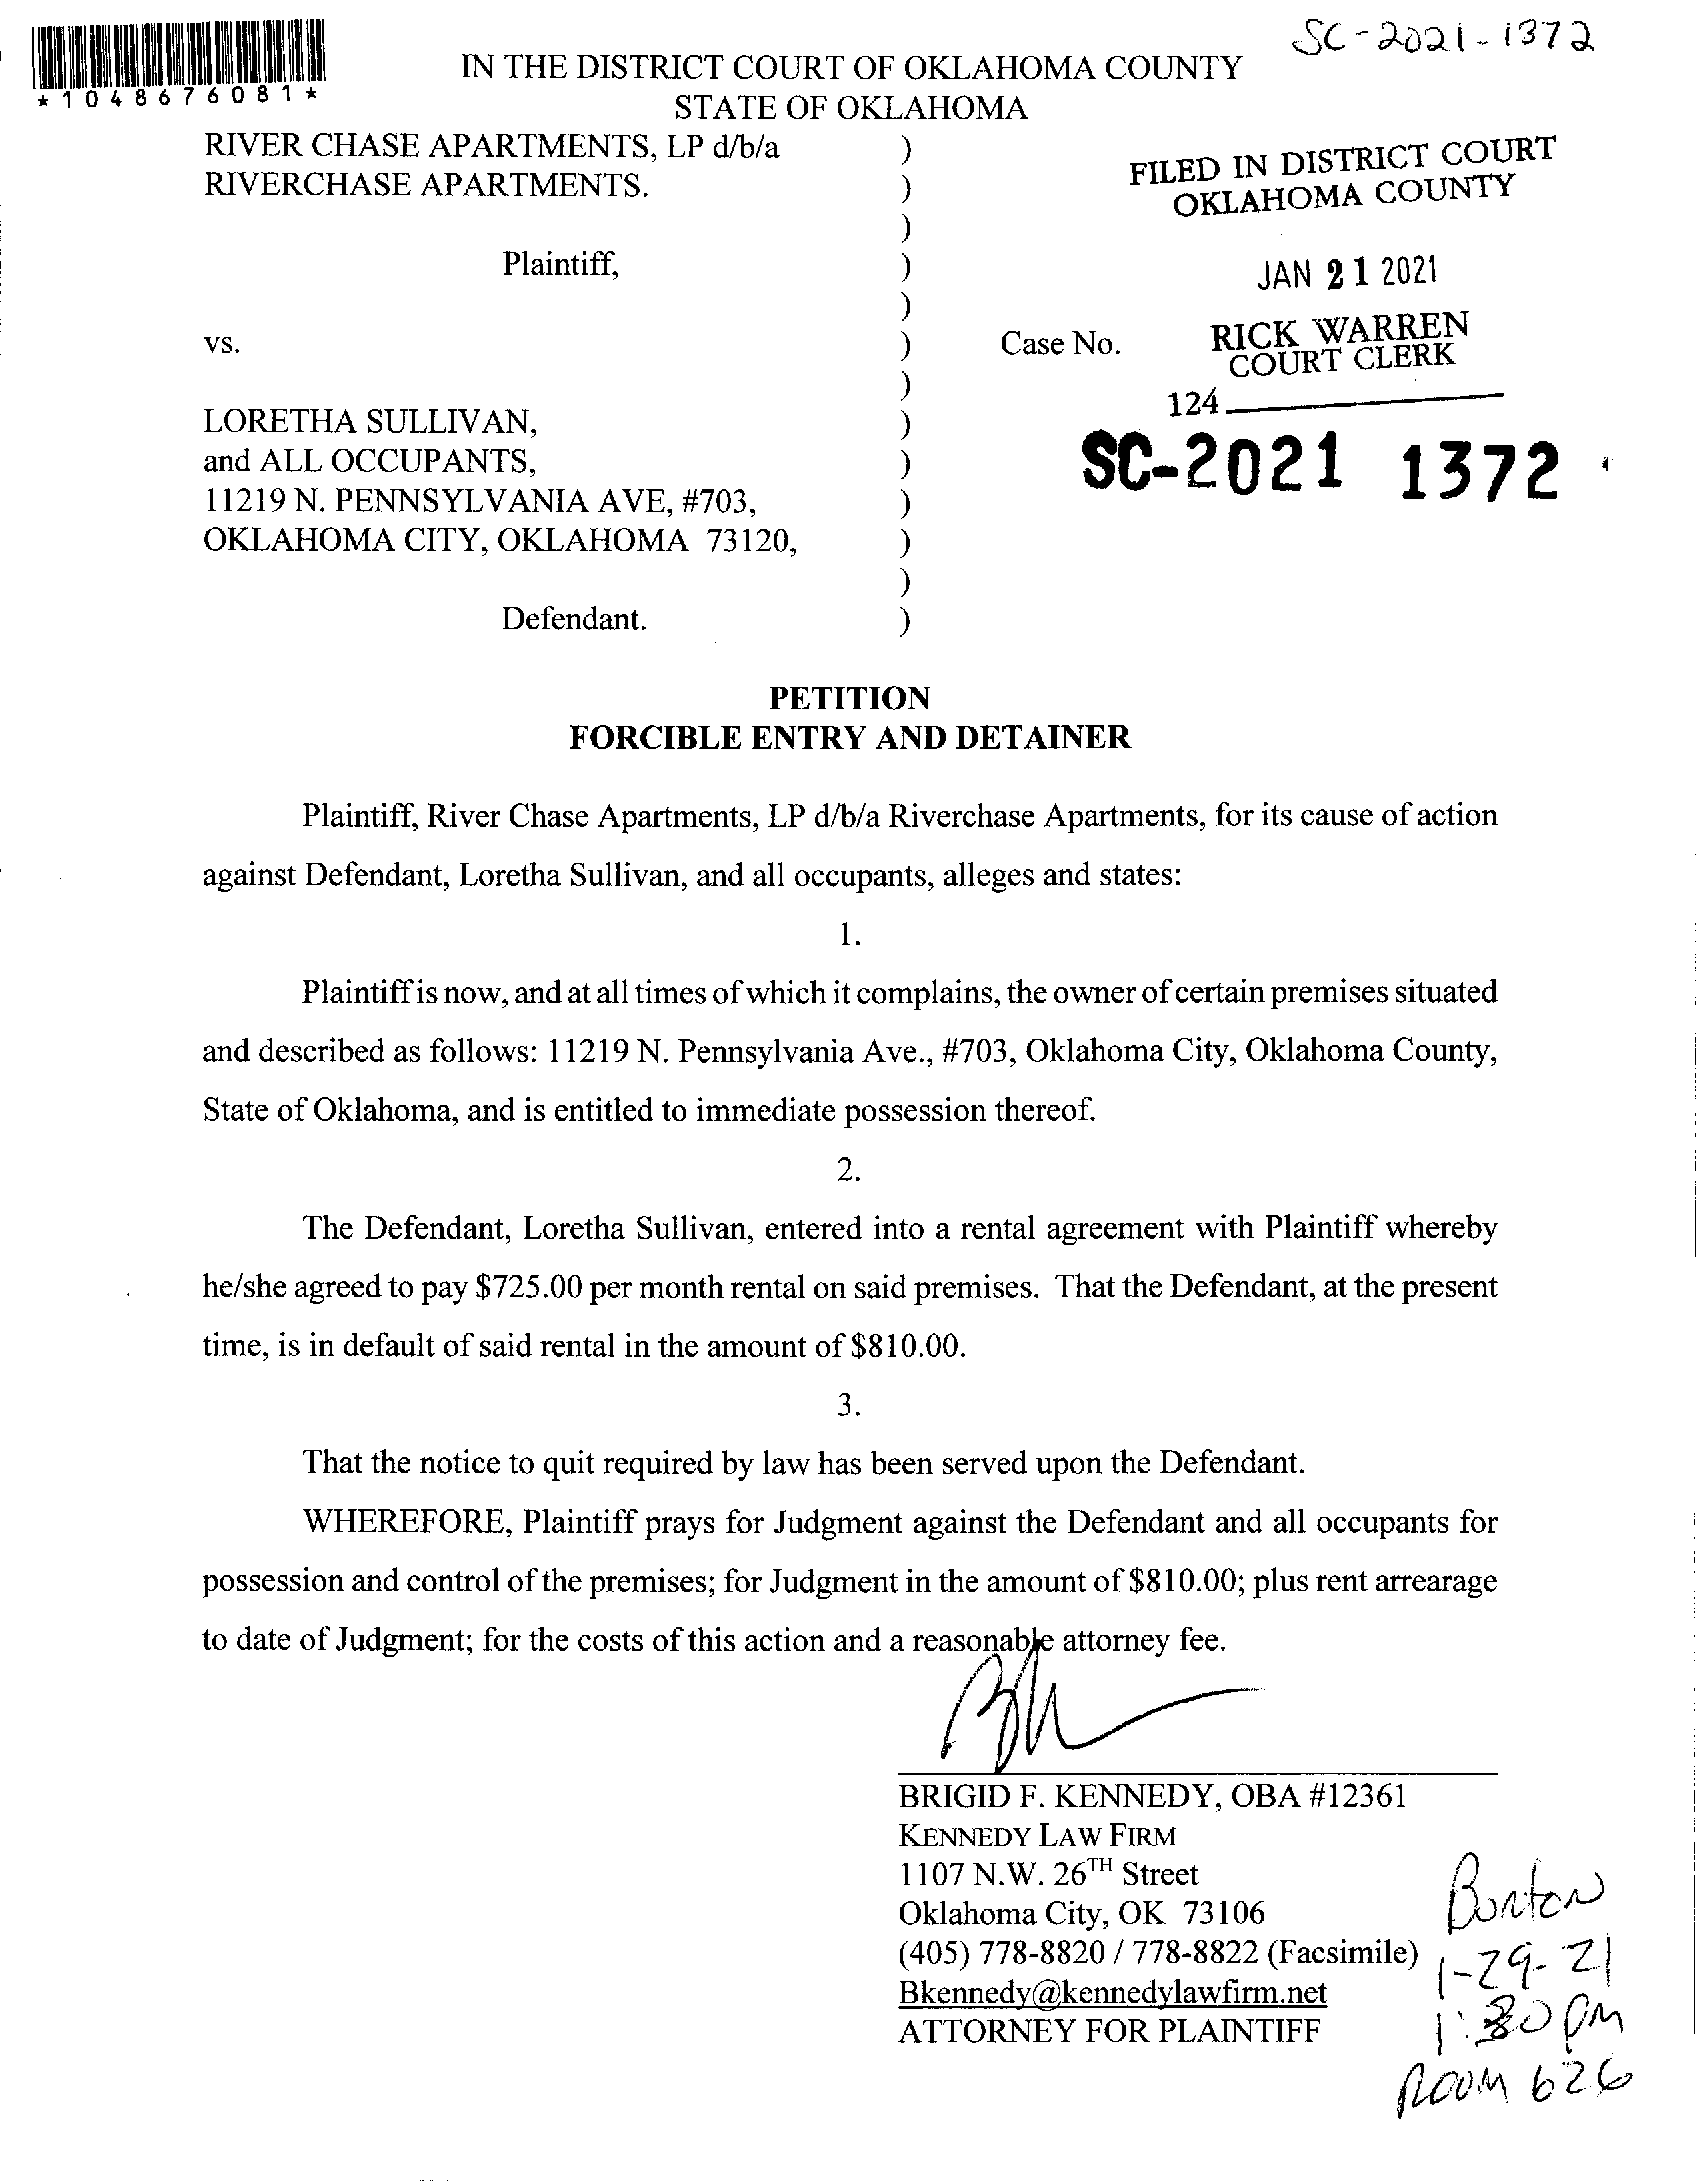 SC-2021-1372
*1048676081*
IN THE DISTRICT COURT OF OKLAHOMA COUNTY
STATE OF OKLAHOMA
RIVER CHASE APARTMENTS, LP d/b/a )
RIVERCHASE APARTMENTS. )
)
Plaintiff, )
)
vs. ) Case No.
)
LORETHA SULLIVAN, )
and ALL OCCUPANTS, )
11219 N. PENNSYLVANIA AVE, #703, )
OKLAHOMA CITY, OKLAHOMA 73120, )
)
Defendant. )
FILED IN DISTRICT COURT
OKLAHOMA COUNTY
JAN 21 2021
RICK WARREN
COURT CLERK
124
SC-2021 1372
PETITION
FORCIBLE ENTRY AND DETAINER
Plaintiff, River Chase Apartments, LP d/b/a Riverchase Apartments, for its cause of action
against Defendant, Loretha Sullivan, and all occupants, alleges and states:
1.
Plaintiff is now, and at all times of which it complains, the owner of certain premises situated
and described as follows: 11219 N. Pennsylvania Ave., #703, Oklahoma City, Oklahoma County,
State of Oklahoma, and is entitled to immediate possession thereof.
2.
The Defendant, Loretha Sullivan, entered into a rental agreement with Plaintiff whereby
he/she agreed to pay $725.00 per month rental on said premises. That the Defendant, at the present
time, is in default of said rental in the amount of $810.00.
3.
That the notice to quit required by law has been served upon the Defendant.
WHEREFORE, Plaintiff prays for Judgment against the Defendant and all occupants for
possession and control of the premises; for Judgment in the amount of $810.00; plus rent arrearage
to date of Judgment; for the costs of this action and a reasonable attorney fee.
BRIGID F. KENNEDY, OBA #12361
KENNEDY LAW FIRM
1107 N.W. 26TH Street
Oklahoma City, OK 73106
(405) 778-8820 / 778-8822 (Facsimile)
Bkennedy@kennedylawfirm.net
ATTORNEY FOR PLAINTIFF
1-29-21
1:30 PM
ROOM 626